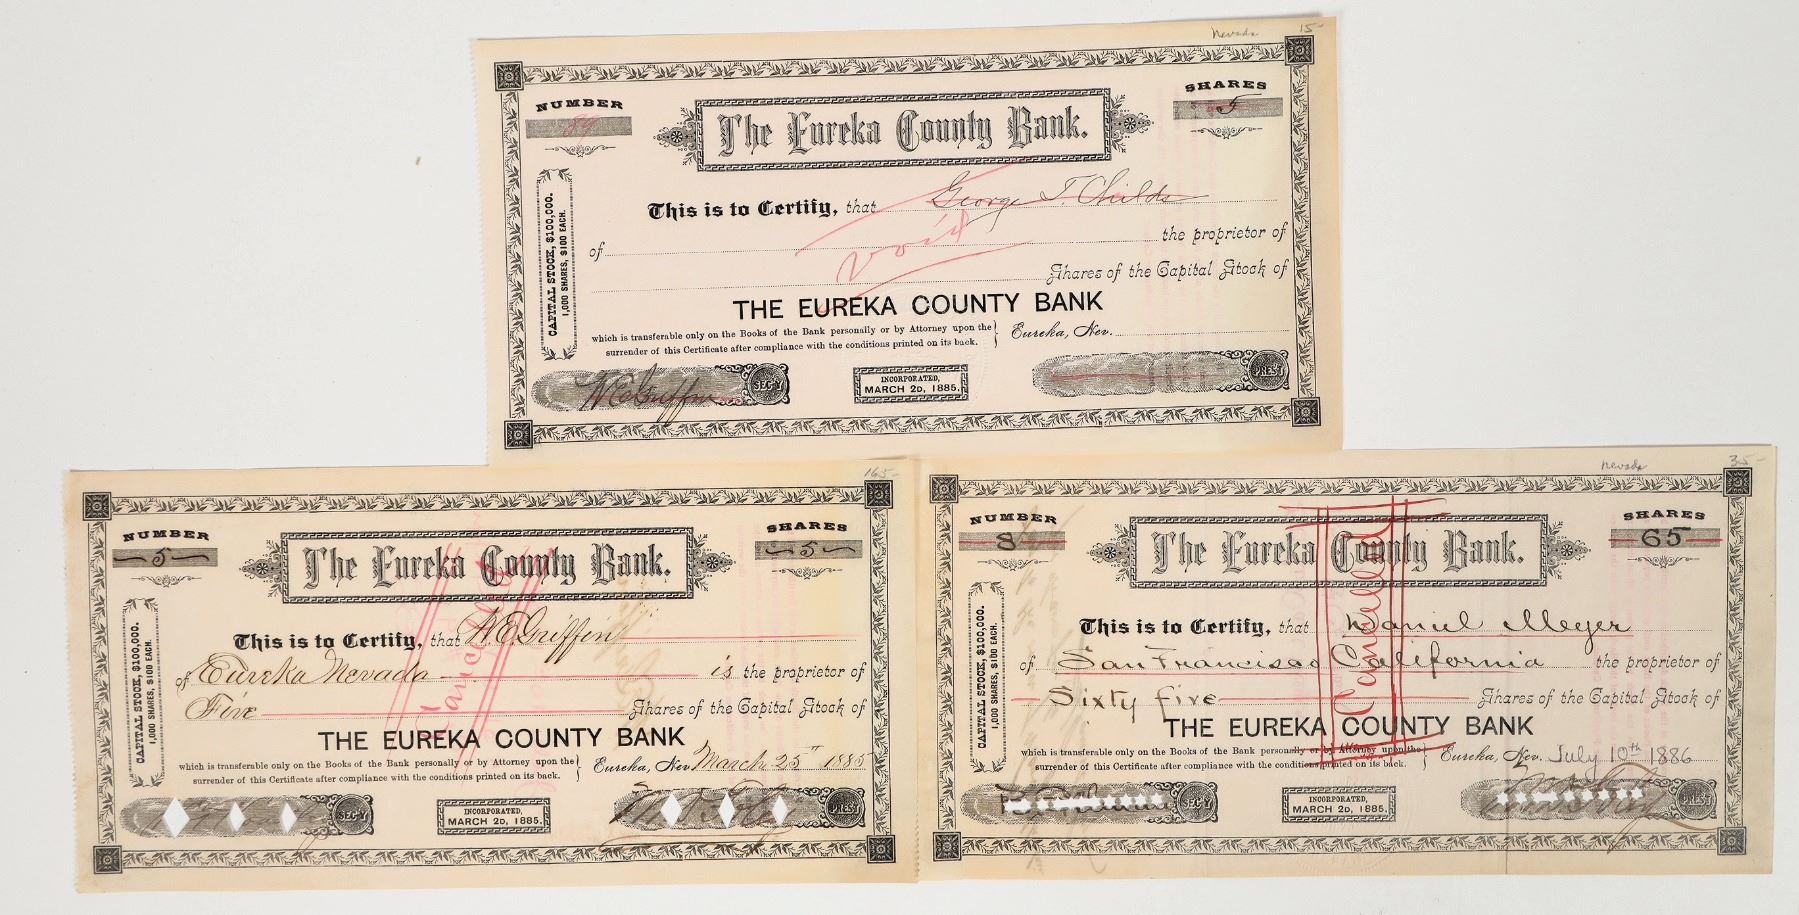 Nevada 15-
NUMBER
89
SHARES
5
The Eureka County Bank.
CAPITAL STOCK, $100,000.
1,000 SHARES, $100 EACH.
This is to Certify, that George T. Childs
of the proprietor of
void
Shares of the Capital Stock of
THE EUREKA COUNTY BANK
which is transferable only on the Books of the Bank personally or by Attorney upon the
surrender of this Certificate after compliance with the conditions printed on its back.
Eureka, Nev.
W E Griffin SEC'Y
INCORPORATED,
MARCH 2D, 1885.
PREST
165-
NUMBER
5
SHARES
5
The Eureka County Bank.
CAPITAL STOCK, $100,000.
1,000 SHARES, $100 EACH.
This is to Certify, that W. E. Griffin
of Eureka Nevada is the proprietor of
Five Shares of the Capital Stock of
Cancelled
THE EUREKA COUNTY BANK
which is transferable only on the Books of the Bank personally or by Attorney upon the
surrender of this Certificate after compliance with the conditions printed on its back.
Eureka, Nev March 25th 1885
SEC'Y
INCORPORATED,
MARCH 2D, 1885.
PREST
Nevada 35-
NUMBER
8
SHARES
65
The Eureka County Bank.
CAPITAL STOCK, $100,000.
1,000 SHARES, $100 EACH.
This is to Certify, that Daniel Meyer
of San Francisco California the proprietor of
Sixty five Shares of the Capital Stock of
Cancelled
THE EUREKA COUNTY BANK
which is transferable only on the Books of the Bank personally or by Attorney upon the
surrender of this Certificate after compliance with the conditions printed on its back.
Eureka, Nev. July 10th 1886
SEC'Y
INCORPORATED,
MARCH 2D, 1885.
PREST